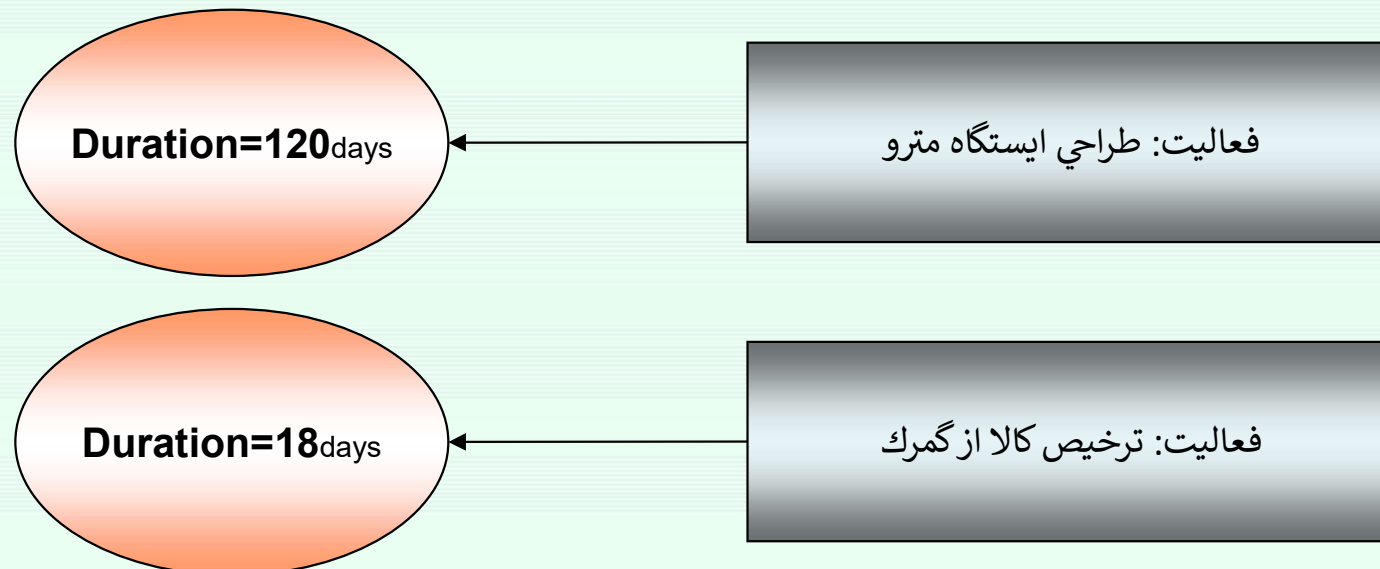 فعاليت: طراحي ايستگاه مترو
Duration=120days
فعاليت: ترخيص كالا از گمرك
Duration=18days